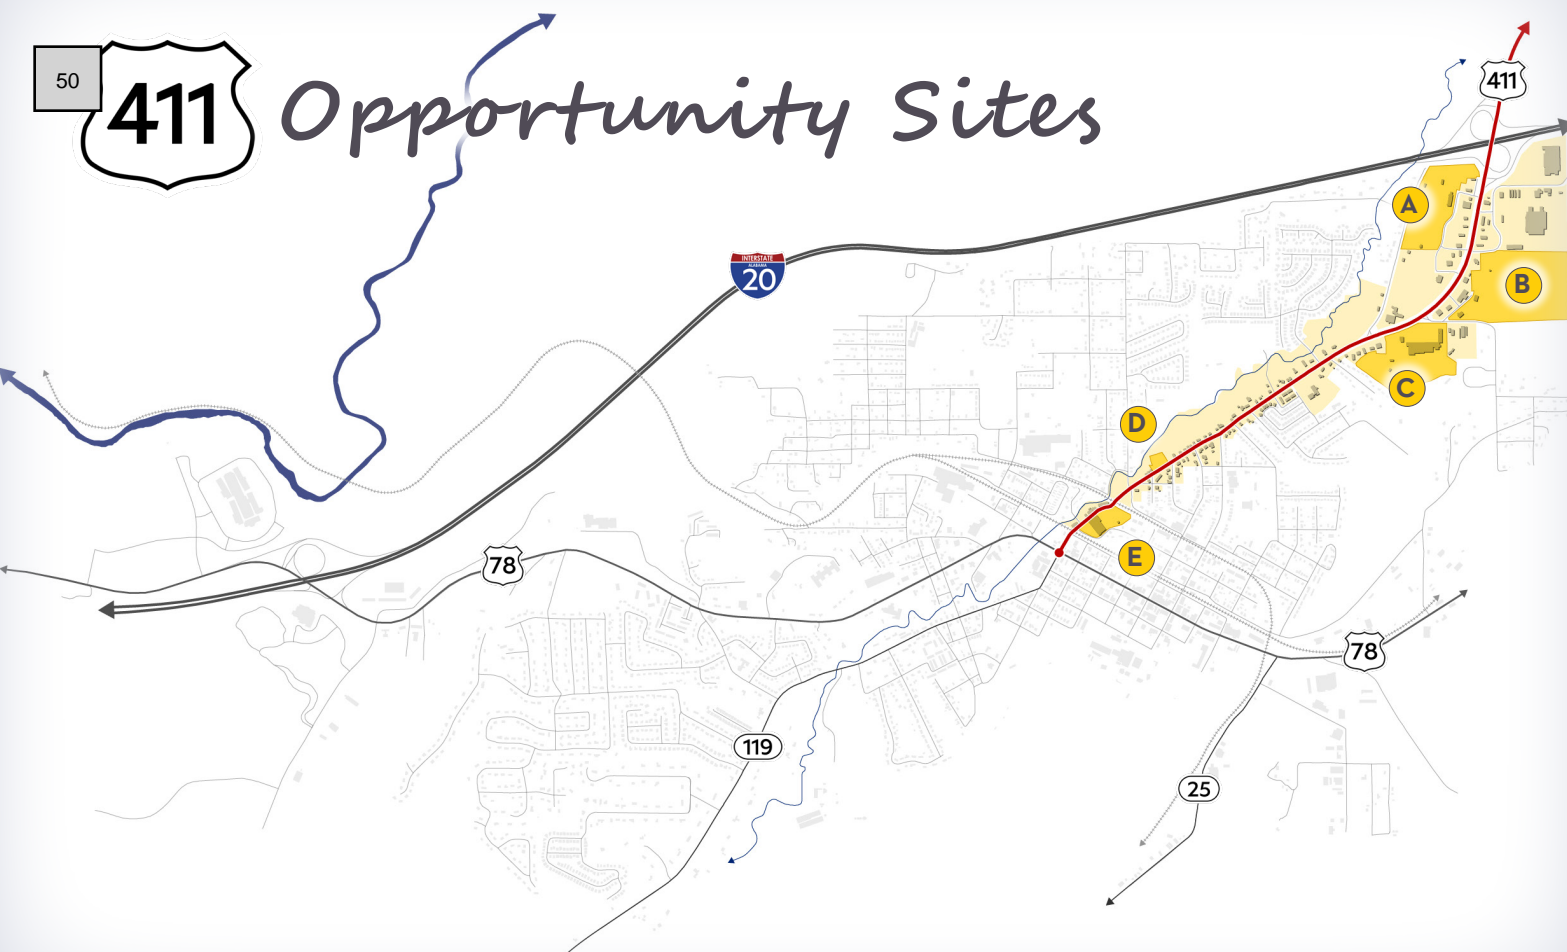 50
411
Opportunity Sites
411
A
INTERSTATE
ALABAMA
20
B
C
D
E
78
78
119
25